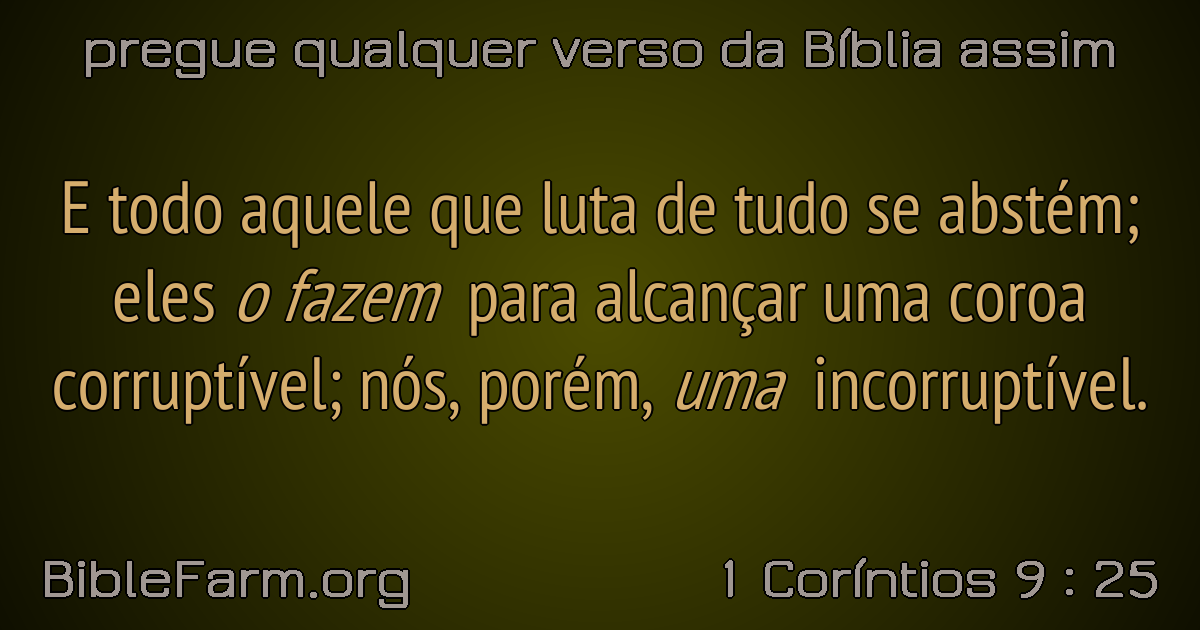 pregue qualquer verso da Bíblia assim
E todo aquele que luta de tudo se abstém;
eles o fazem para alcançar uma coroa
corruptível; nós, porém, uma incorruptível.
BibleFarm.org
1 Coríntios 9 : 25